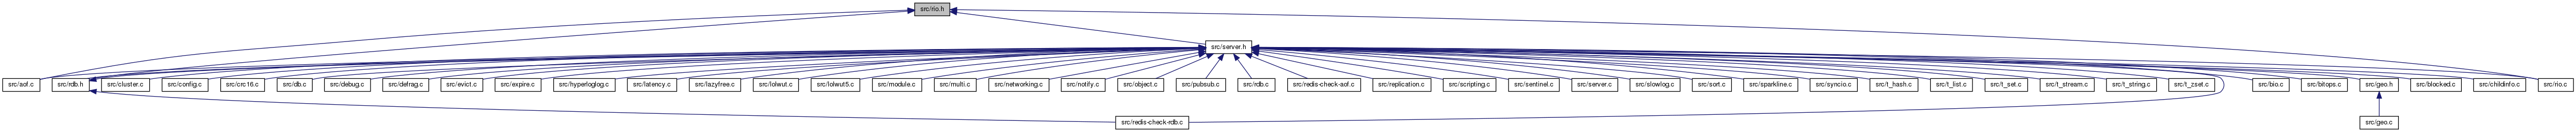 src/rio.h
src/server.h
src/aof.c
src/rdb.h
src/cluster.c
src/config.c
src/crc16.c
src/db.c
src/debug.c
src/defrag.c
src/evict.c
src/expire.c
src/hyperloglog.c
src/latency.c
src/lazyfree.c
src/lolwut.c
src/lolwut5.c
src/module.c
src/multi.c
src/networking.c
src/notify.c
src/object.c
src/pubsub.c
src/rdb.c
src/redis-check-aof.c
src/replication.c
src/scripting.c
src/sentinel.c
src/server.c
src/slowlog.c
src/sort.c
src/sparkline.c
src/syncio.c
src/t_hash.c
src/t_list.c
src/t_set.c
src/t_stream.c
src/t_string.c
src/t_zset.c
src/bio.c
src/bitops.c
src/geo.h
src/blocked.c
src/childinfo.c
src/rio.c
src/redis-check-rdb.c
src/geo.c